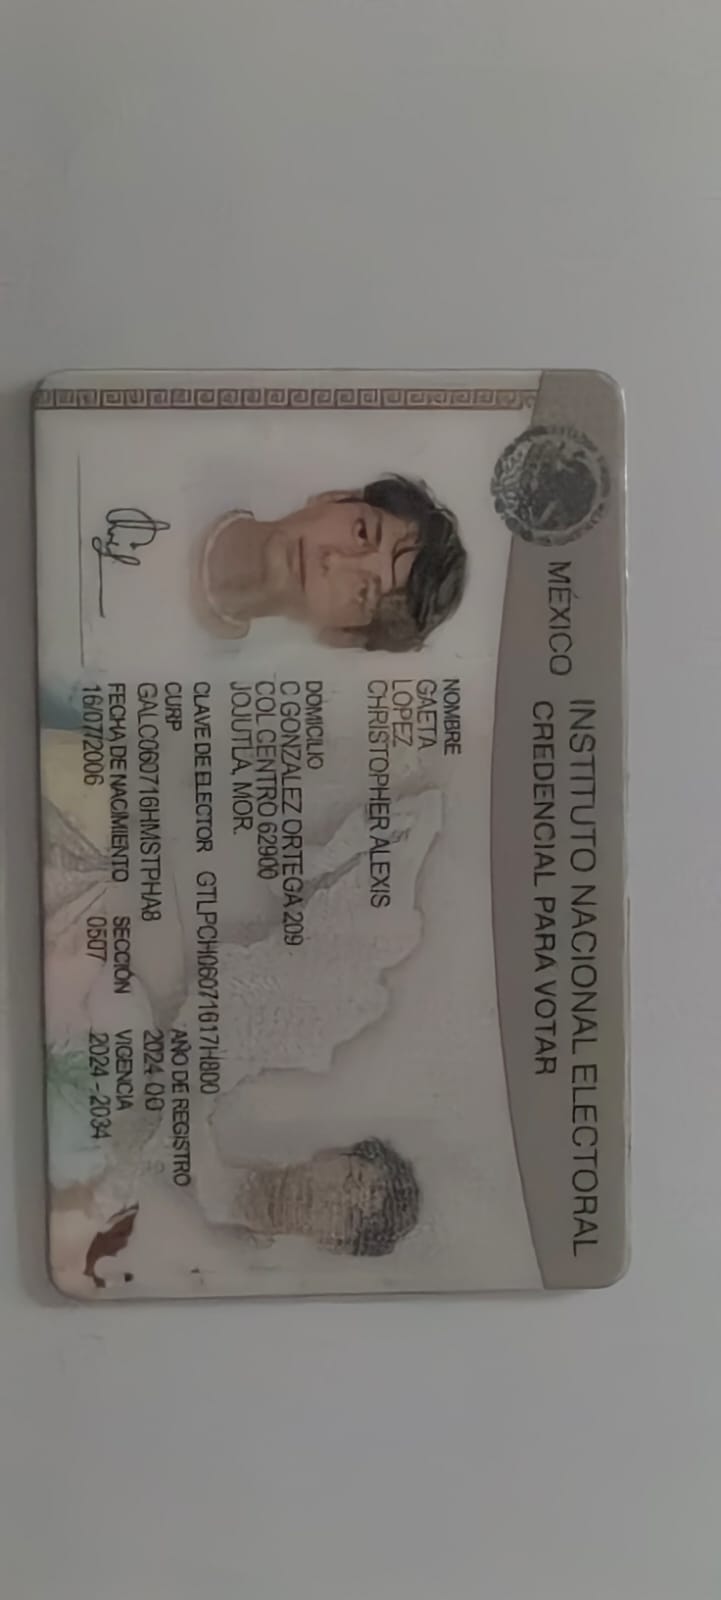 MÉXICO INSTITUTO NACIONAL ELECTORAL
CREDENCIAL PARA VOTAR
NOMBRE
GAETA
LOPEZ
CHRISTOPHER ALEXIS
DOMICILIO
C GONZALEZ ORTEGA 209
COL CENTRO 62900
JOJUTLA, MOR.
CLAVE DE ELECTOR GTLPCH06071617H800
CURP AÑO DE REGISTRO
GALC060716HMSTPHA8 2024 00
FECHA DE NACIMIENTO SECCIÓN VIGENCIA
16/07/2006 0507 2024 - 2034